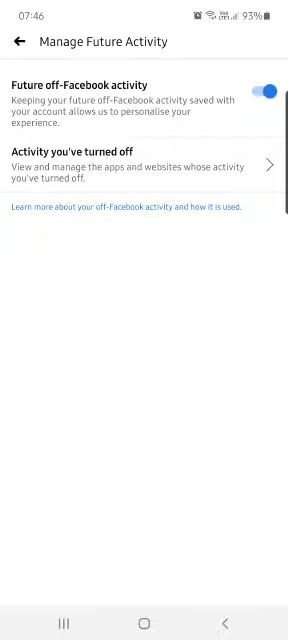 07:46
93%
Manage Future Activity
Future off-Facebook activity
Keeping your future off-Facebook activity saved with
your account allows us to personalise your
experience.
Activity you've turned off
View and manage the apps and websites whose activity
you've turned off.
Learn more about your off-Facebook activity and how it is used.